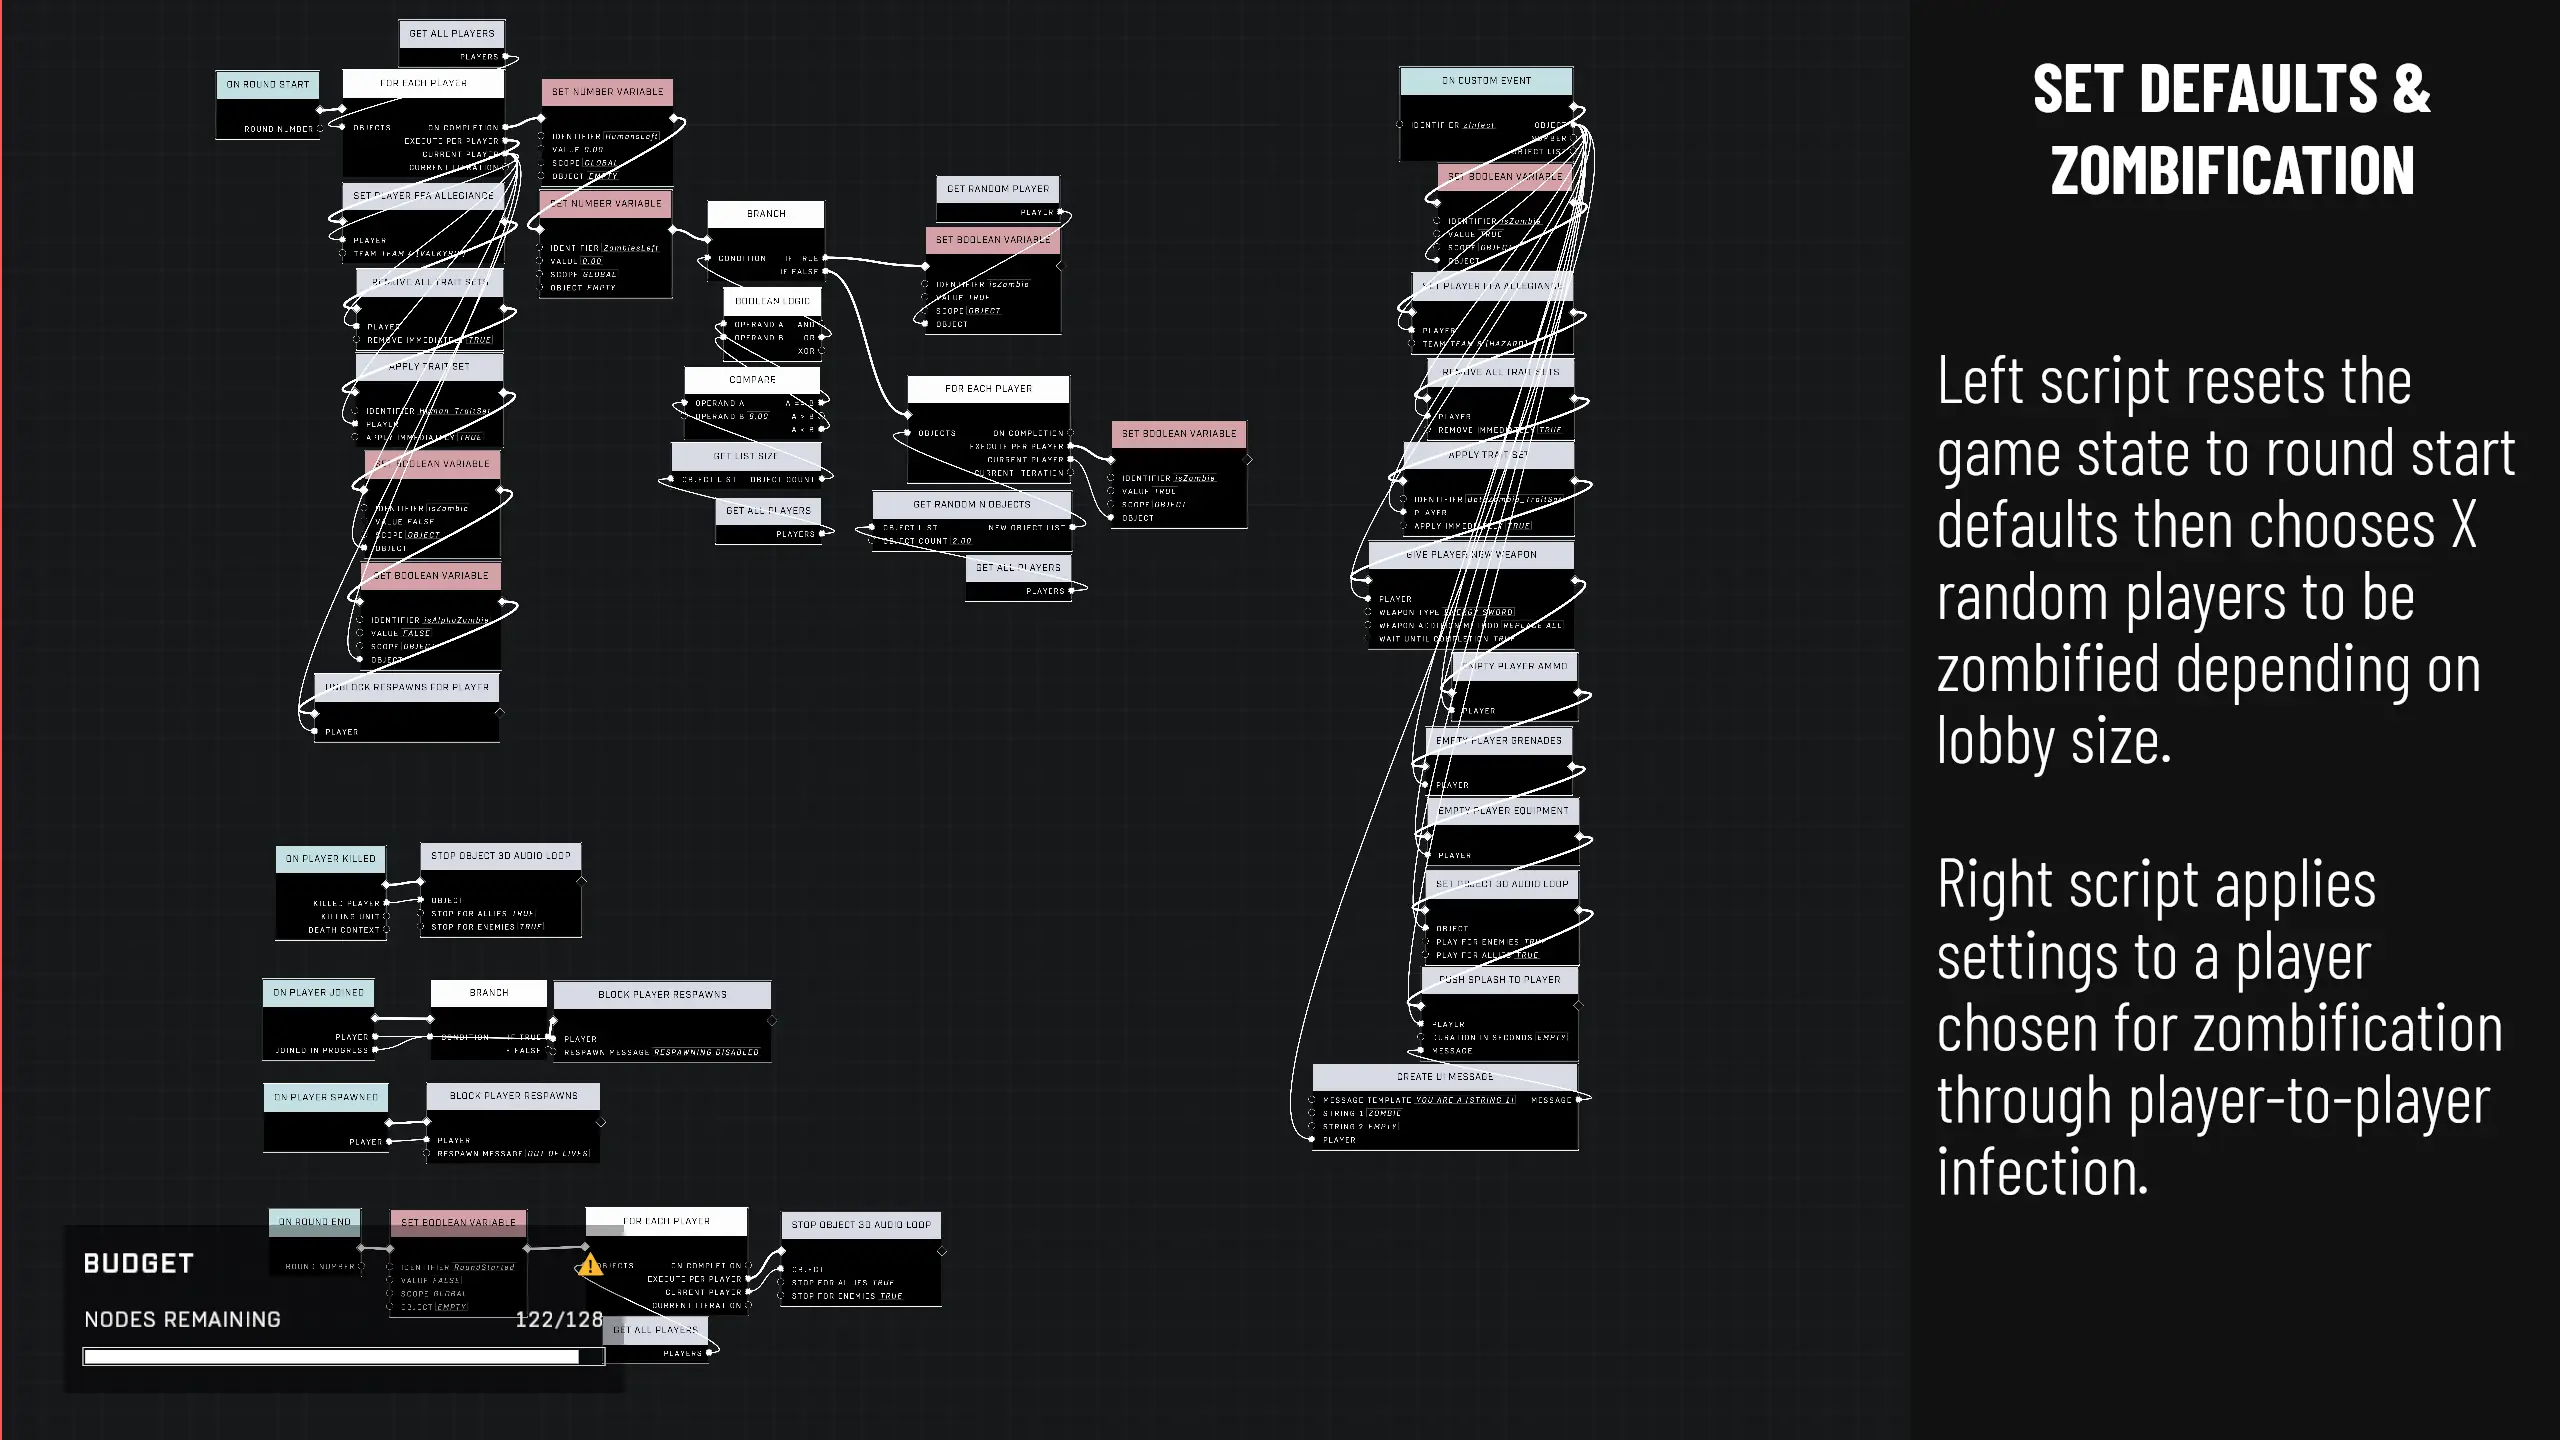 GET ALL PLAYERS
PLAYERS
ON ROUND START
ROUND NUMBER
FOR EACH PLAYER
OBJECTS
ON COMPLETION
EXECUTE PER PLAYER
CURRENT PLAYER
CURRENT ITERATION
SET PLAYER FFA ALLEGIANCE
PLAYER
REMOVE ALL TRAIT SETS
PLAYER
REMOVE IMMEDIATELY TRUE
APPLY TRAIT SET
IDENTIFIER Human_TraitSet
PLAYER
APPLY IMMEDIATELY TRUE
SET BOOLEAN VARIABLE
IDENTIFIER isZombie
VALUE FALSE
SCOPE OBJECT
OBJECT
SET BOOLEAN VARIABLE
IDENTIFIER isAlphaZombie
VALUE FALSE
SCOPE OBJECT
OBJECT
UNBLOCK RESPAWNS FOR PLAYER
PLAYER
SET NUMBER VARIABLE
IDENTIFIER HumansLeft
VALUE 0.00
SCOPE GLOBAL
OBJECT EMPTY
SET NUMBER VARIABLE
IDENTIFIER ZombiesLeft
VALUE 0.00
SCOPE GLOBAL
OBJECT EMPTY
BRANCH
CONDITION IF TRUE
IF FALSE
BOOLEAN LOGIC
OPERAND A AND
OPERAND B OR
XOR
COMPARE
OPERAND A A == B
OPERAND B 9.00 A > B
A < B
GET LIST SIZE
OBJECT LIST OBJECT COUNT
GET ALL PLAYERS
PLAYERS
GET RANDOM PLAYER
PLAYER
SET BOOLEAN VARIABLE
IDENTIFIER isZombie
VALUE TRUE
SCOPE OBJECT
OBJECT
FOR EACH PLAYER
OBJECTS ON COMPLETION
EXECUTE PER PLAYER
CURRENT PLAYER
CURRENT ITERATION
GET RANDOM N OBJECTS
OBJECT LIST NEW OBJECT LIST
OBJECT COUNT 2.00
GET ALL PLAYERS
PLAYERS
SET BOOLEAN VARIABLE
IDENTIFIER isZombie
VALUE TRUE
SCOPE OBJECT
OBJECT
ON PLAYER KILLED
KILLED PLAYER
KILLING UNIT
DEATH CONTEXT
STOP OBJECT 3D AUDIO LOOP
OBJECT
STOP FOR ALLIES TRUE
STOP FOR ENEMIES TRUE
ON PLAYER JOINED
PLAYER
JOINED IN PROGRESS
BRANCH
CONDITION IF TRUE
BLOCK PLAYER RESPAWNS
PLAYER
RESPAWN MESSAGE RESPAWNING DISABLED
ON PLAYER SPAWNED
PLAYER
BLOCK PLAYER RESPAWNS
PLAYER
RESPAWN MESSAGE OUT OF LIVES
ON ROUND END
ROUND NUMBER
SET BOOLEAN VARIABLE
IDENTIFIER RoundStarted
VALUE FALSE
SCOPE GLOBAL
OBJECT EMPTY
FOR EACH PLAYER
ON COMPLETION
EXECUTE PER PLAYER
CURRENT PLAYER
CURRENT ITERATION
GET ALL PLAYERS
PLAYERS
STOP OBJECT 3D AUDIO LOOP
OBJECT
STOP FOR ALLIES TRUE
STOP FOR ENEMIES TRUE
BUDGET
NODES REMAINING 122/128
ON CUSTOM EVENT
IDENTIFIER zInfect OBJECT
NUMBER
OBJECT LIST
SET BOOLEAN VARIABLE
IDENTIFIER isZombie
VALUE TRUE
SCOPE OBJECT
OBJECT
SET PLAYER FFA ALLEGIANCE
PLAYER
REMOVE ALL TRAIT SETS
PLAYER
REMOVE IMMEDIATELY TRUE
APPLY TRAIT SET
PLAYER
APPLY IMMEDIATELY TRUE
GIVE PLAYER NEW WEAPON
PLAYER
WEAPON TYPE ENERGY SWORD
WEAPON ADDITION METHOD REPLACE ALL
WAIT UNTIL COMPLETION TRUE
EMPTY PLAYER AMMO
PLAYER
EMPTY PLAYER GRENADES
PLAYER
EMPTY PLAYER EQUIPMENT
PLAYER
SET OBJECT 3D AUDIO LOOP
OBJECT
PLAY FOR ENEMIES TRUE
PLAY FOR ALLIES TRUE
PUSH SPLASH TO PLAYER
PLAYER
DURATION IN SECONDS EMPTY
MESSAGE
CREATE UI MESSAGE
MESSAGE TEMPLATE MESSAGE
STRING 1 ZOMBIE
STRING 2 EMPTY
PLAYER
SET DEFAULTS &
ZOMBIFICATION
Left script resets the
game state to round start
defaults then chooses X
random players to be
zombified depending on
lobby size.
Right script applies
settings to a player
chosen for zombification
through player-to-player
infection.